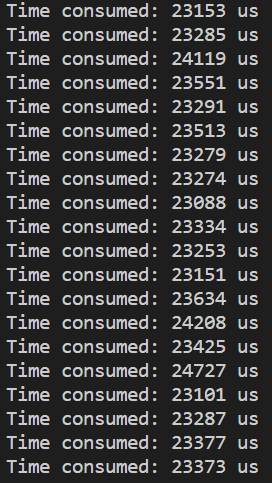 Time consumed: 23153 us
Time consumed: 23285 us
Time consumed: 24119 us
Time consumed: 23551 us
Time consumed: 23291 us
Time consumed: 23513 us
Time consumed: 23279 us
Time consumed: 23274 us
Time consumed: 23088 us
Time consumed: 23334 us
Time consumed: 23253 us
Time consumed: 23151 us
Time consumed: 23634 us
Time consumed: 24208 us
Time consumed: 23425 us
Time consumed: 24727 us
Time consumed: 23101 us
Time consumed: 23287 us
Time consumed: 23377 us
Time consumed: 23373 us